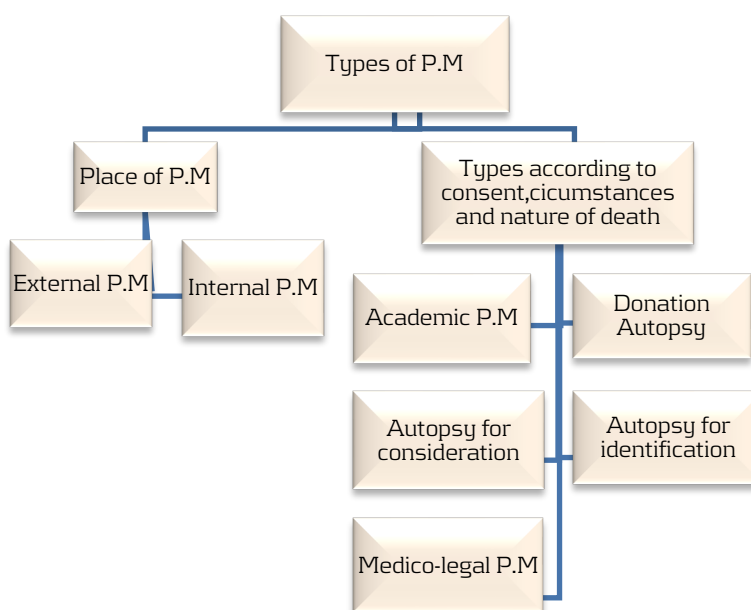 Types of P.M
Place of P.M
Types according to
consent,cicumstances
and nature of death
External P.M
Internal P.M
Academic P.M
Donation
Autopsy
Autopsy for
consideration
Autopsy for
identification
Medico-legal P.M